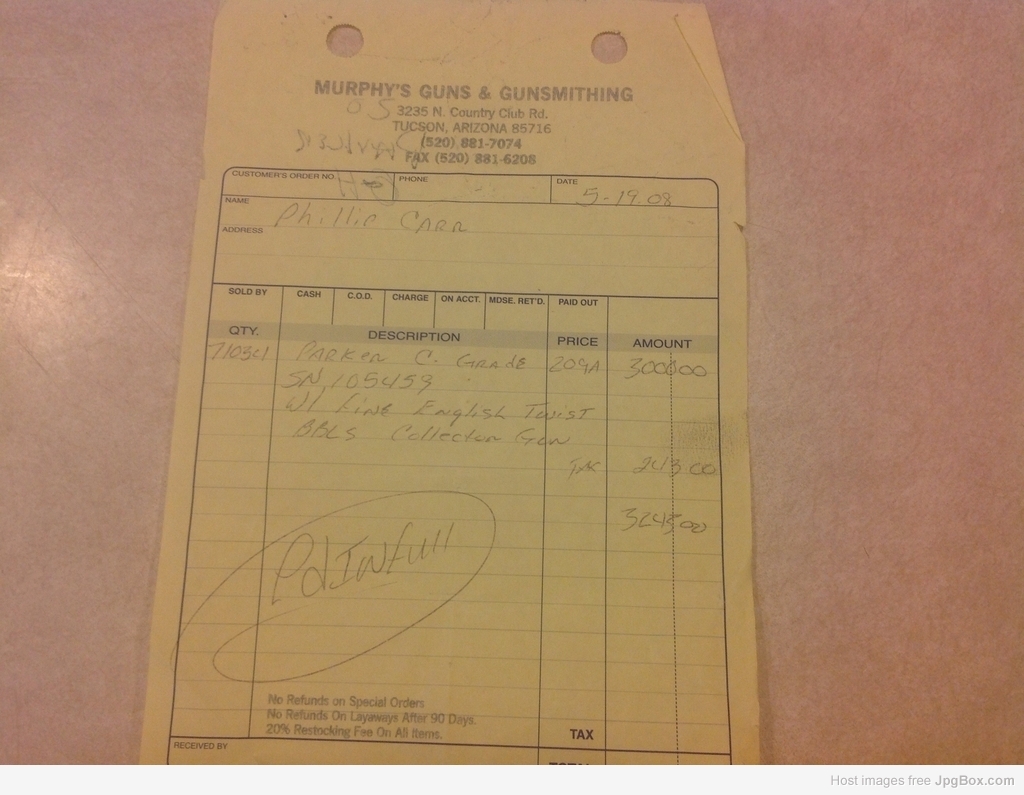 MURPHY'S GUNS & GUNSMITHING
3235 N. Country Club Rd.
TUCSON, ARIZONA 85716
(520) 881-7074
FAX (520) 881-6208
CUSTOMER'S ORDER NO. PHONE DATE 5-19-08
NAME Phillip CARR
ADDRESS
SOLD BY CASH C.O.D. CHARGE ON ACCT. MDSE. RET'D. PAID OUT
QTY. DESCRIPTION PRICE AMOUNT
PARKER C. GRADE 209A 300000
SN 105459
W/ Fine English Twist
BBLS Collector Gun
TAX 243 00
3245 00
Pd In full
No Refunds on Special Orders
No Refunds On Layaways After 90 Days.
20% Restocking Fee On All Items.
TAX
RECEIVED BY
TOTAL
Host images free JpgBox.com